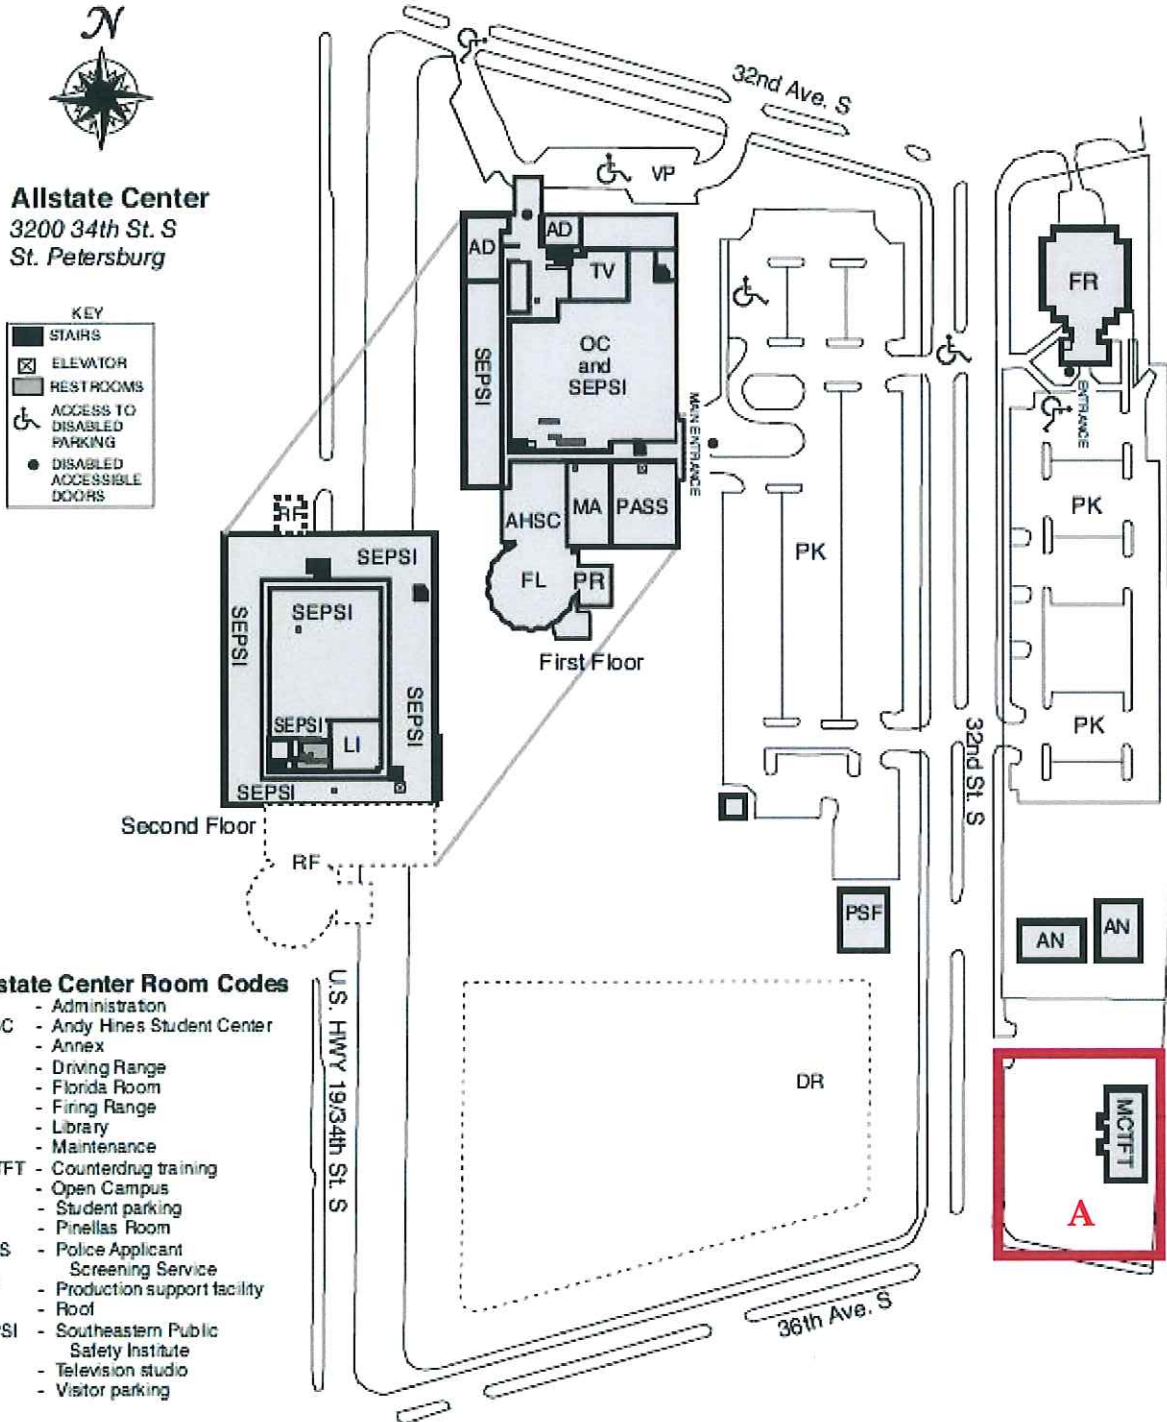 N
32nd Ave. S
Allstate Center
3200 34th St. S
St. Petersburg
VP
AD
AD
TV
FR
KEY
STAIRS
ELEVATOR
RESTROOMS
ACCESS TO
DISABLED
PARKING
DISABLED
ACCESSIBLE
DOORS
SEPSI
OC
and
SEPSI
MAIN ENTRANCE
ENTRANCE
AHSC
MA
PASS
PK
PK
RF
FL
PR
First Floor
SEPSI
SEPSI
SEPSI
SEPSI
SEPSI
LI
SEPSI
PK
32nd St. S
Second Floor
RF
PSF
AN
AN
U.S. HWY 19/34th St. S
DR
MCTFT
A
36th Ave. S
state Center Room Codes
- Administration
C - Andy Hines Student Center
- Annex
- Driving Range
- Florida Room
- Firing Range
- Library
- Maintenance
TFT - Counterdrug training
- Open Campus
- Student parking
- Pinellas Room
S - Police Applicant
Screening Service
- Production support facility
- Roof
PSI - Southeastern Public
Safety Institute
- Television studio
- Visitor parking